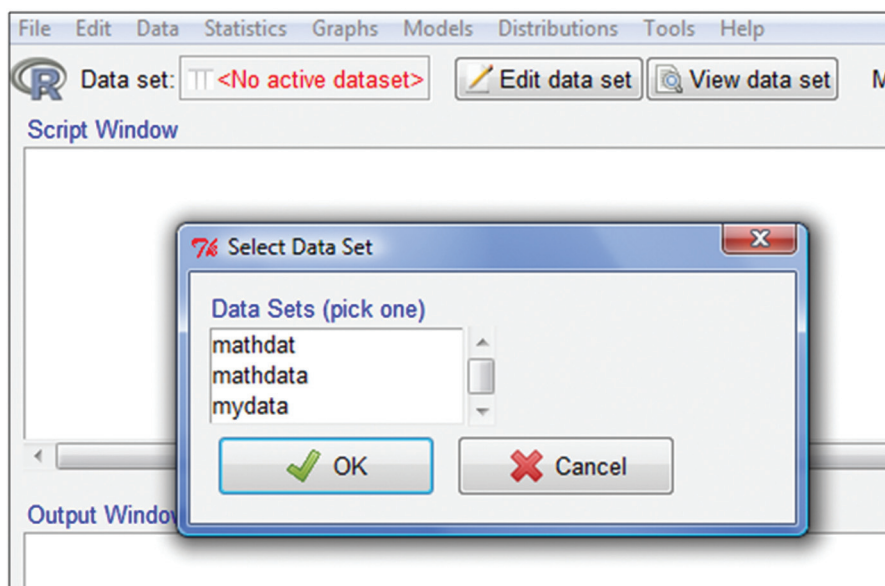 File Edit Data Statistics Graphs Models Distributions Tools Help
R Data set: <No active dataset> Edit data set View data set M
Script Window
Select Data Set
Data Sets (pick one)
mathdat
mathdata
mydata
OK Cancel
Output Window